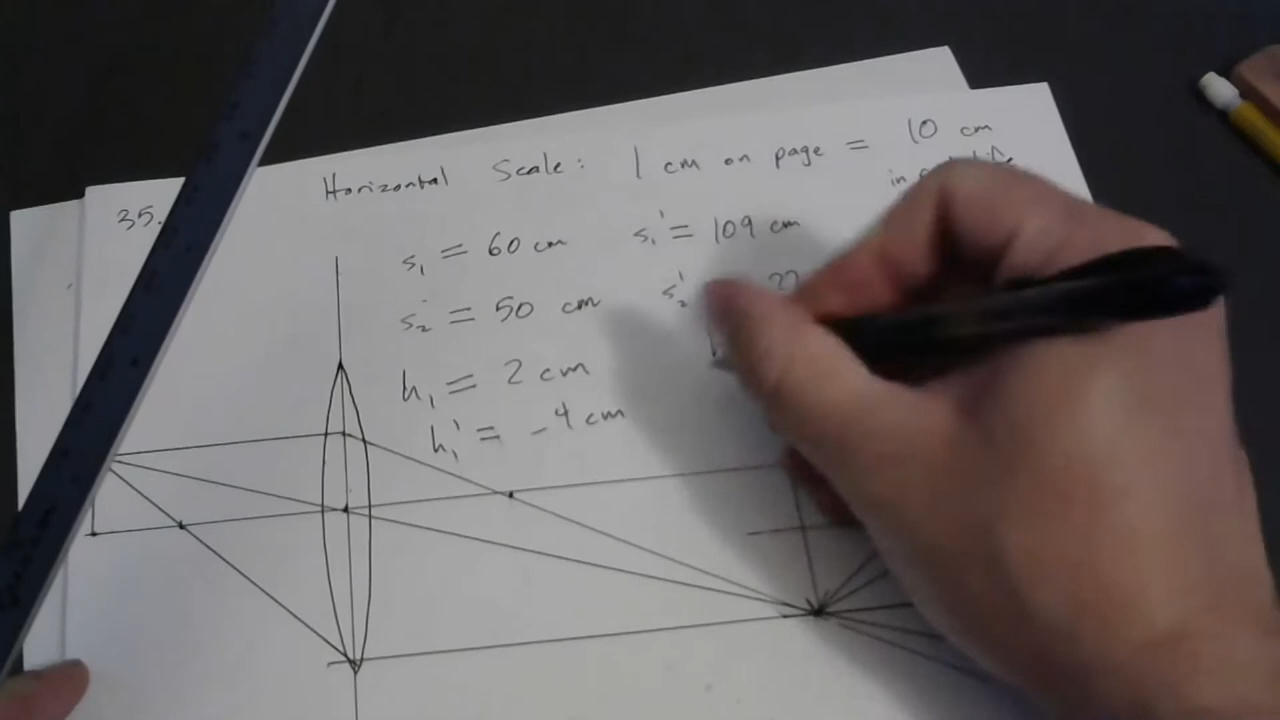 Horizontal Scale: 1 cm on page = 10 cm
in
35.
s₁ = 60 cm s₁' = 109 cm
s₂ = 50 cm s₂'
h₁ = 2 cm
h₁' = -4 cm